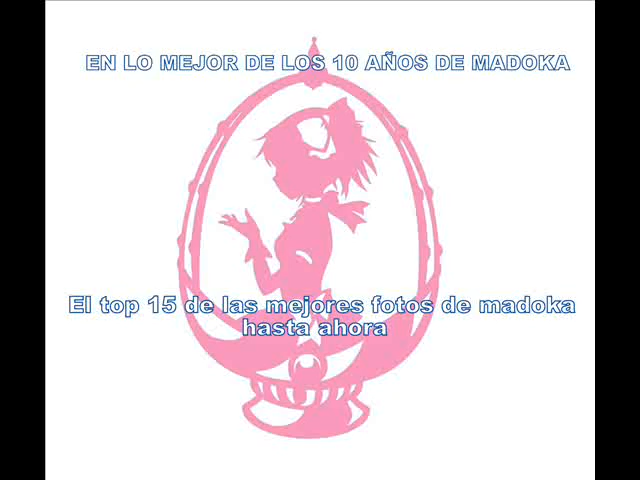 EN LO MEJOR DE LOS 10 AÑOS DE MADOKA
El top 15 de las mejores fotos de madoka
hasta ahora